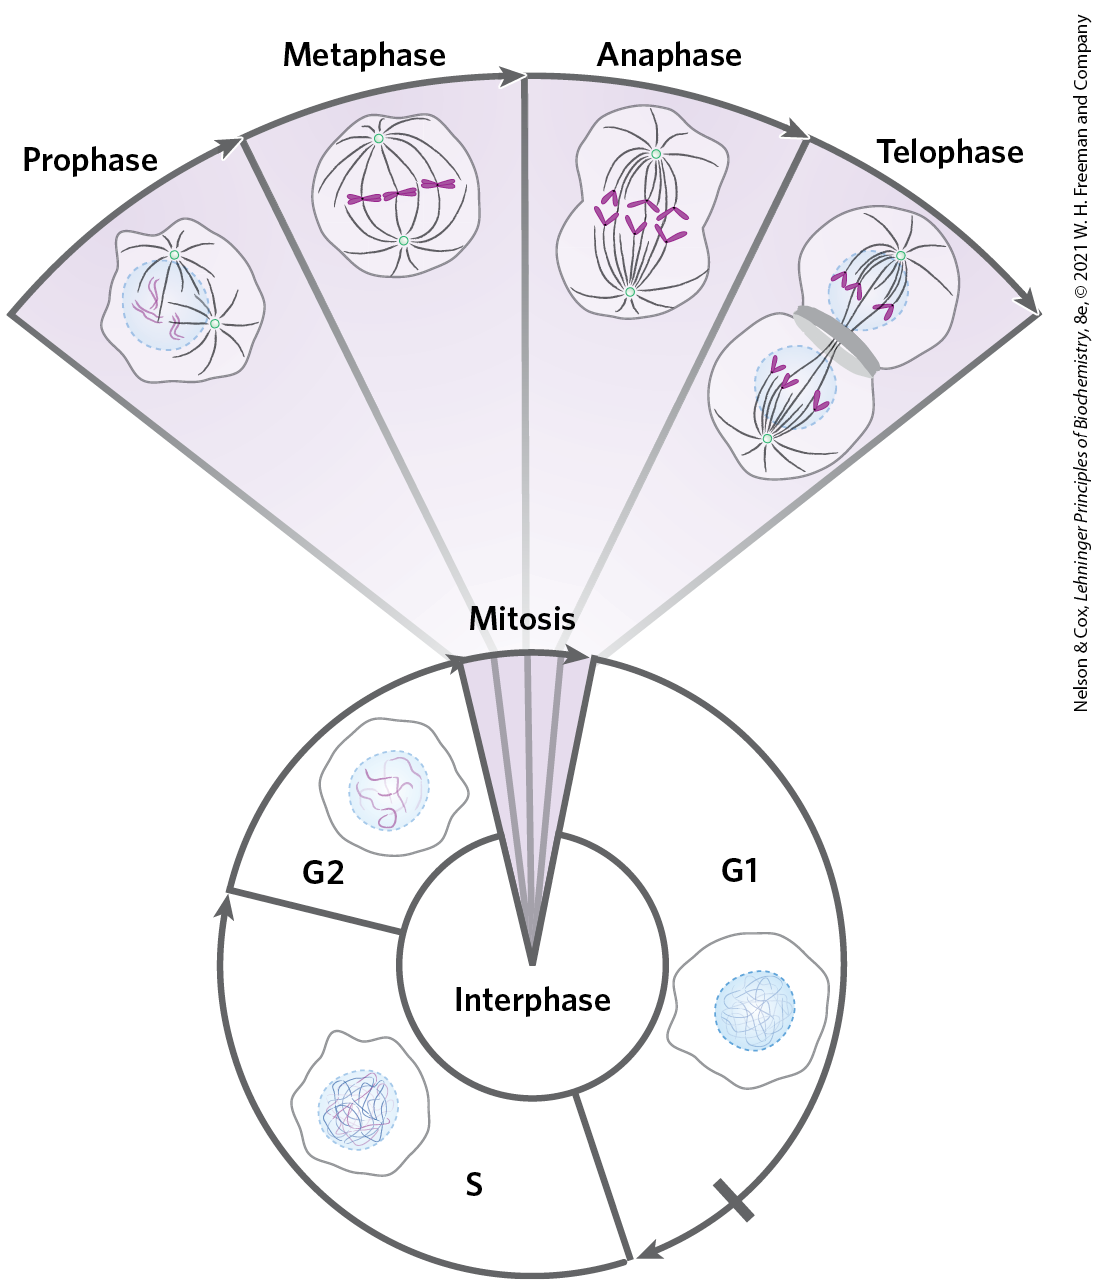 Metaphase
Anaphase
Prophase
Telophase
Mitosis
G2
G1
Interphase
S
Nelson & Cox, Lehninger Principles of Biochemistry, 8e, © 2021 W. H. Freeman and Company